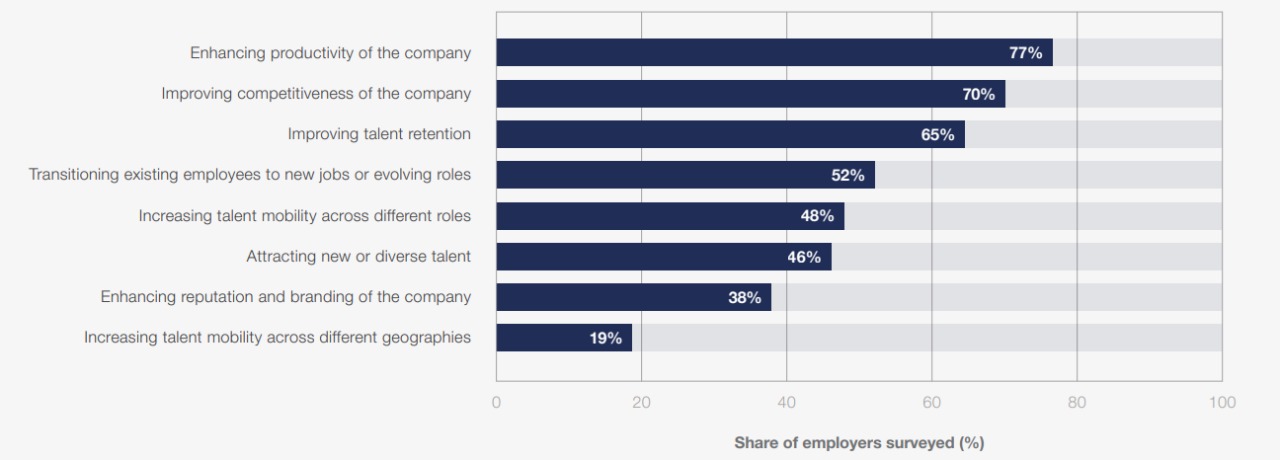 Enhancing productivity of the company 77%
Improving competitiveness of the company 70%
Improving talent retention 65%
Transitioning existing employees to new jobs or evolving roles 52%
Increasing talent mobility across different roles 48%
Attracting new or diverse talent 46%
Enhancing reputation and branding of the company 38%
Increasing talent mobility across different geographies 19%
0 20 40 60 80 100
Share of employers surveyed (%)